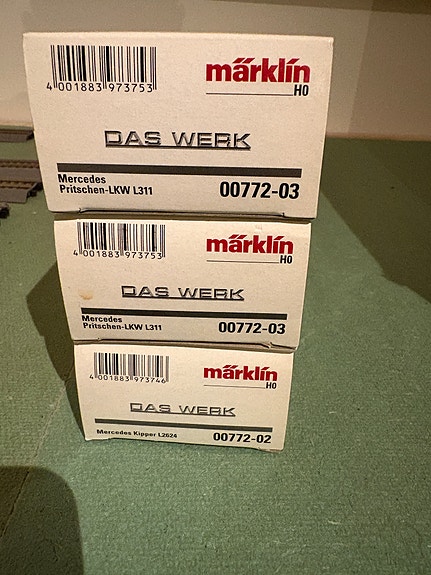 4 001883 973753
märklin
H0
DAS WERK
Mercedes
Pritschen-LKW L311
00772-03
4 001883 973753
märklin
H0
DAS WERK
Mercedes
Pritschen-LKW L311
00772-03
4 001883 973746
märklin
H0
DAS WERK
Mercedes Kipper L2624
00772-02